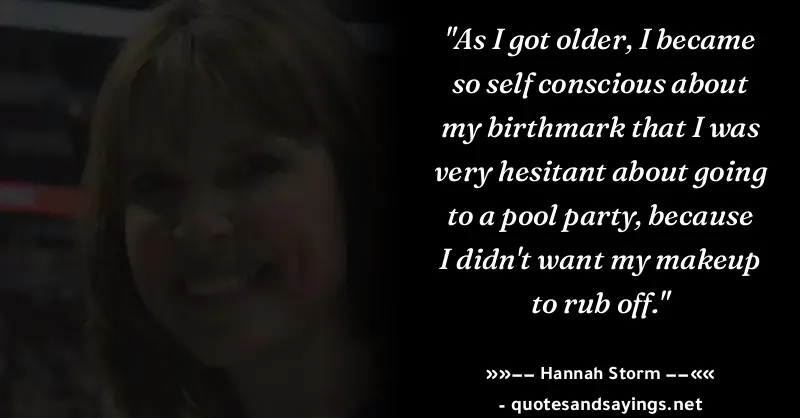 "As I got older, I became
so self conscious about
my birthmark that I was
very hesitant about going
to a pool party, because
I didn't want my makeup
to rub off."
»»–– Hannah Storm ––««
- quotesandsayings.net